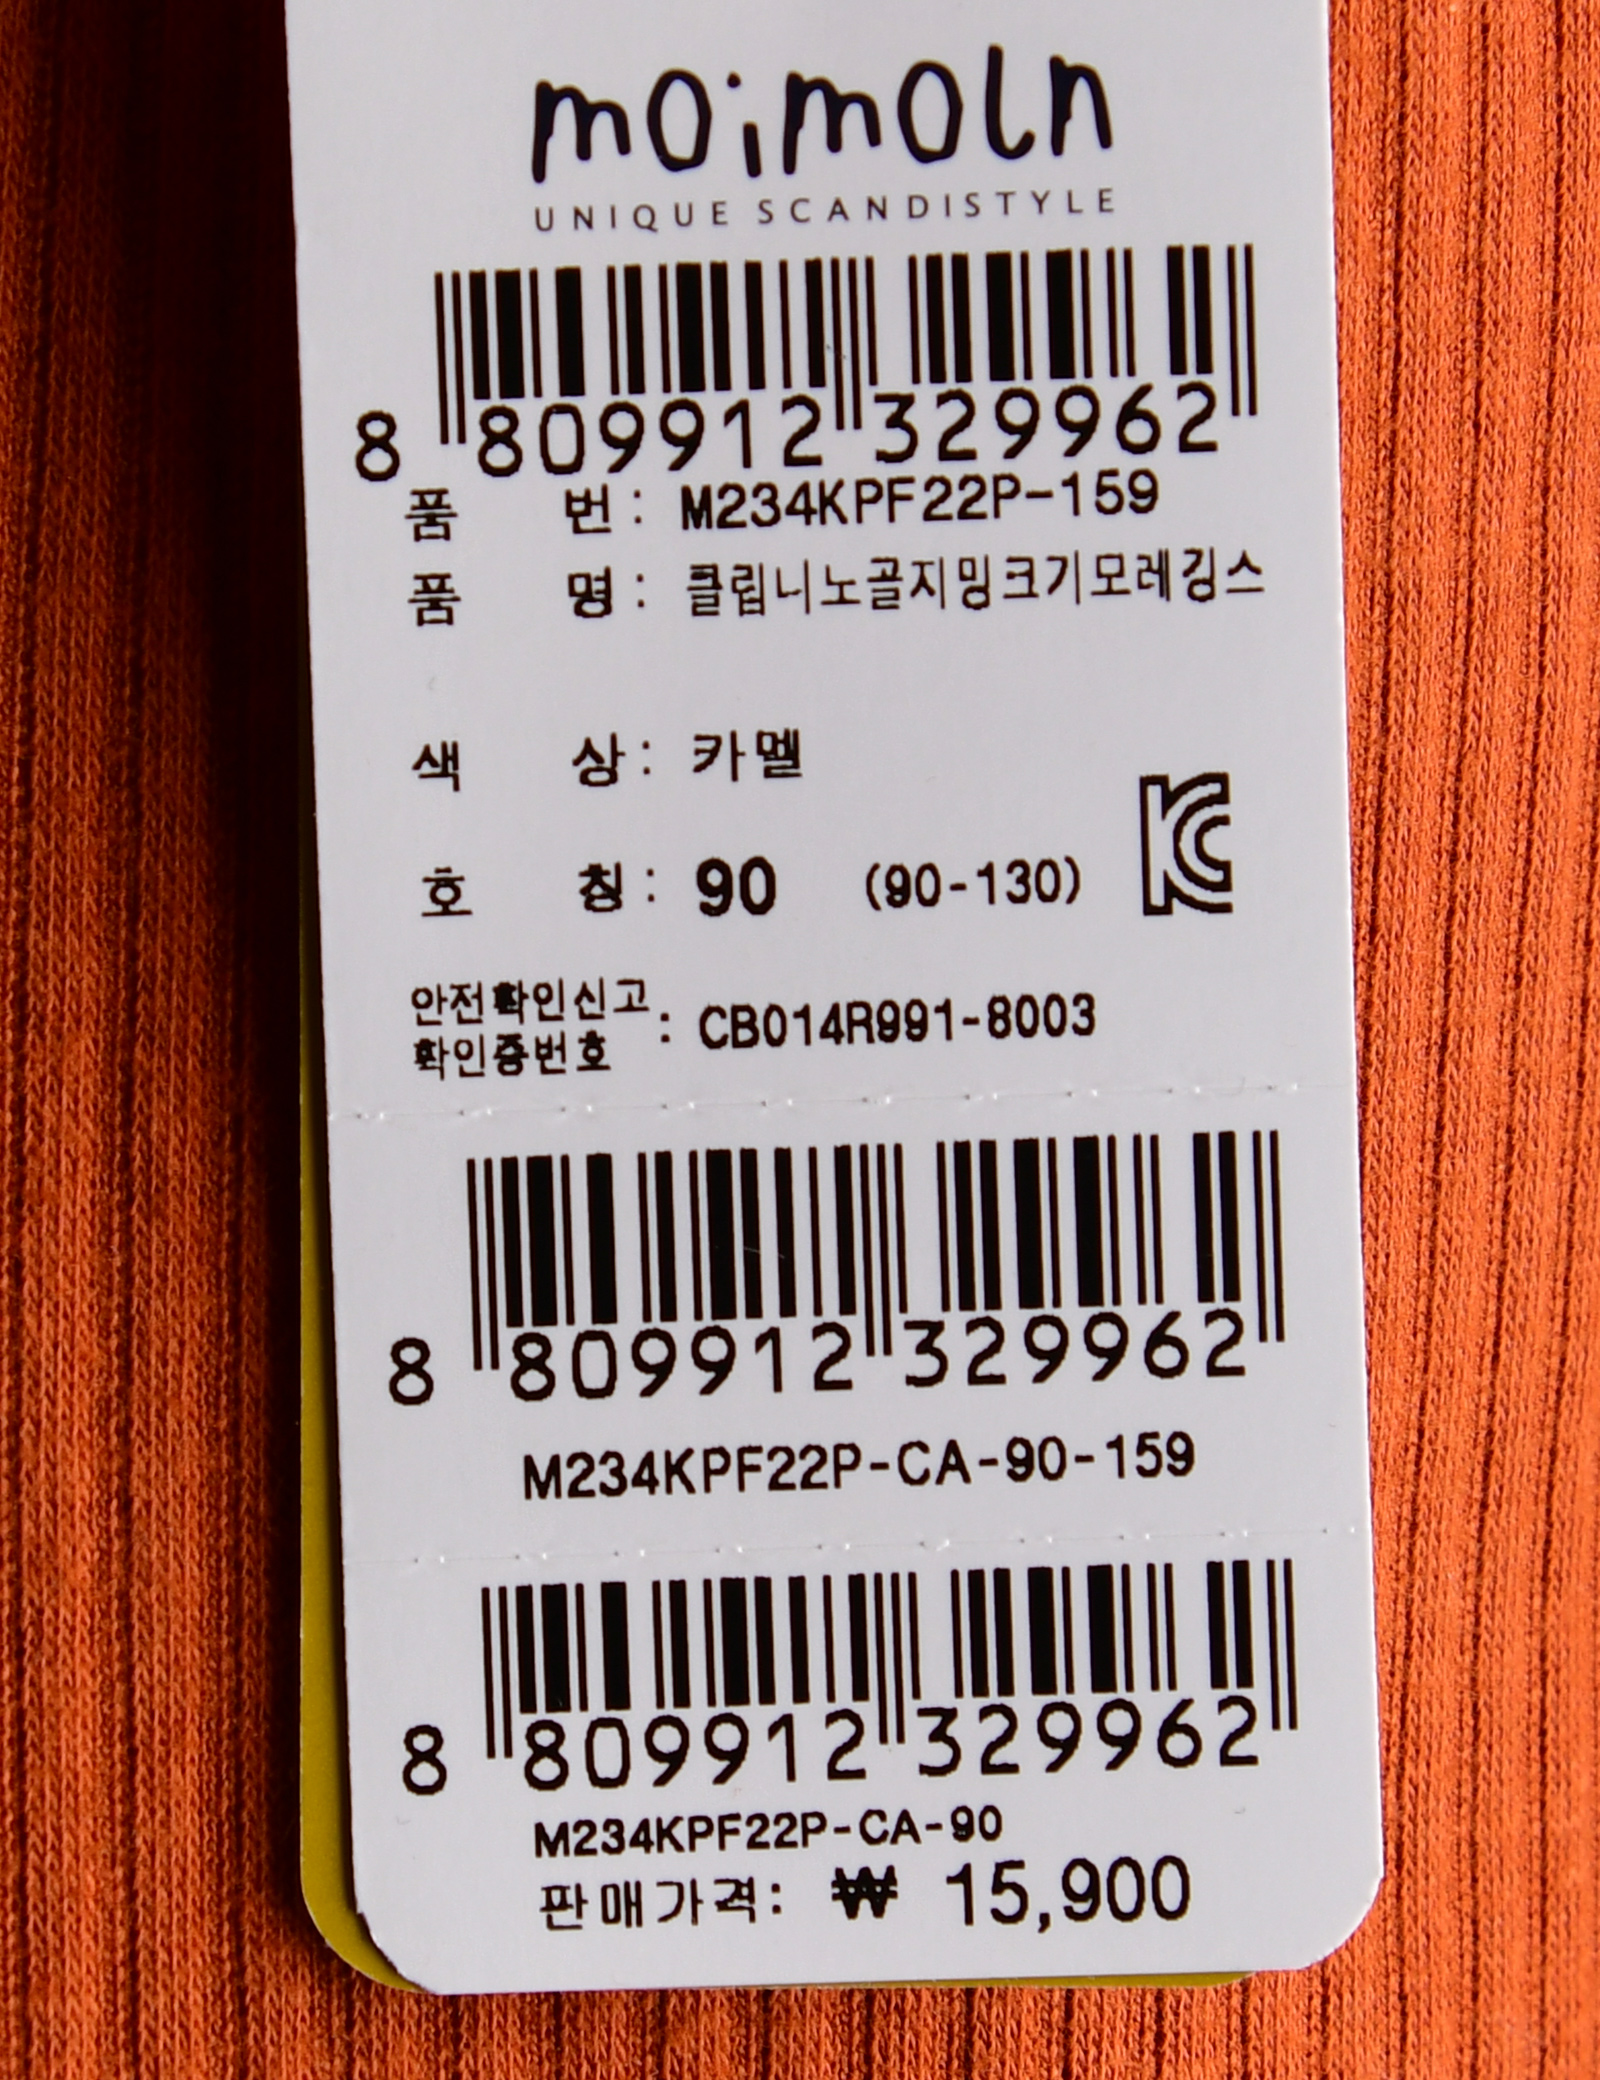 moimoln
UNIQUE SCANDISTYLE
8 809912 329962
품 번 : M234KPF22P-159
품 명 : 클립니노골지밍크기모레깅스
색 상 : 카멜
호 칭 : 90 (90-130)
안전확인신고
확인증번호 : CB014R991-8003
8 809912 329962
M234KPF22P-CA-90-159
8 809912 329962
M234KPF22P-CA-90
판매가격: ₩ 15,900